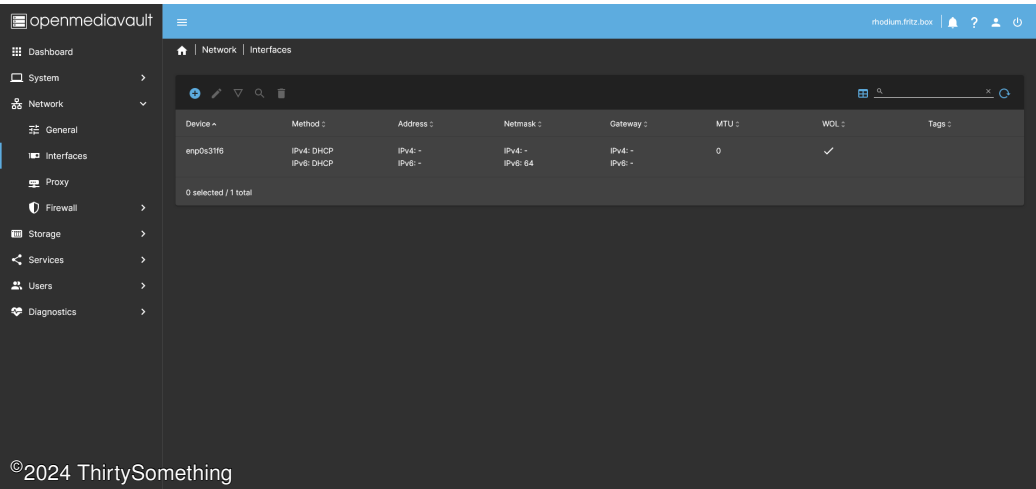 openmediavault
rhodium.fritz.box
Dashboard
System
Network
General
Interfaces
Proxy
Firewall
Storage
Services
Users
Diagnostics
Network | Interfaces
Device Method Address Netmask Gateway MTU WOL Tags
enp0s31f6 IPv4: DHCP IPv4: - IPv4: - IPv4: - 0
IPv6: DHCP IPv6: - IPv6: 64 IPv6: -
0 selected / 1 total
©2024 ThirtySomething